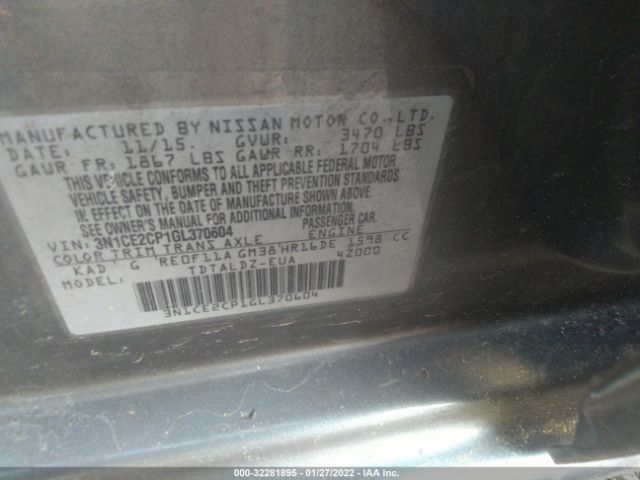 MANUFACTURED BY NISSAN MOTOR CO.,LTD.
DATE: 11/15. GVWR: 3470 LBS
GAWR FR: 1867 LBS GAWR RR: 1704 LBS
THIS VEHICLE CONFORMS TO ALL APPLICABLE FEDERAL MOTOR
VEHICLE SAFETY, BUMPER AND THEFT PREVENTION STANDARDS
IN EFFECT ON THE DATE OF MANUFACTURE SHOWN ABOVE.
SEE OWNER'S MANUAL FOR ADDITIONAL INFORMATION.
VIN: 3N1CE2CP1GL370604 PASSENGER CAR.
COLOR TRIM TRANS AXLE ENGINE
KAD G RE0F11A GM38 HR16DE 1598 CC
MODEL: TDTALDZ-EUA 4Z000
3N1CE2CP1GL370604
000-32281895 - 01/27/2022 - IAA Inc.